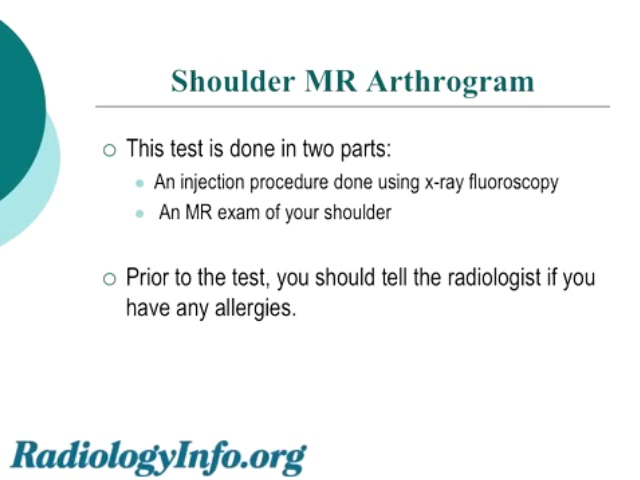 Shoulder MR Arthrogram
This test is done in two parts:
An injection procedure done using x-ray fluoroscopy
An MR exam of your shoulder
Prior to the test, you should tell the radiologist if you
have any allergies.
RadiologyInfo.org